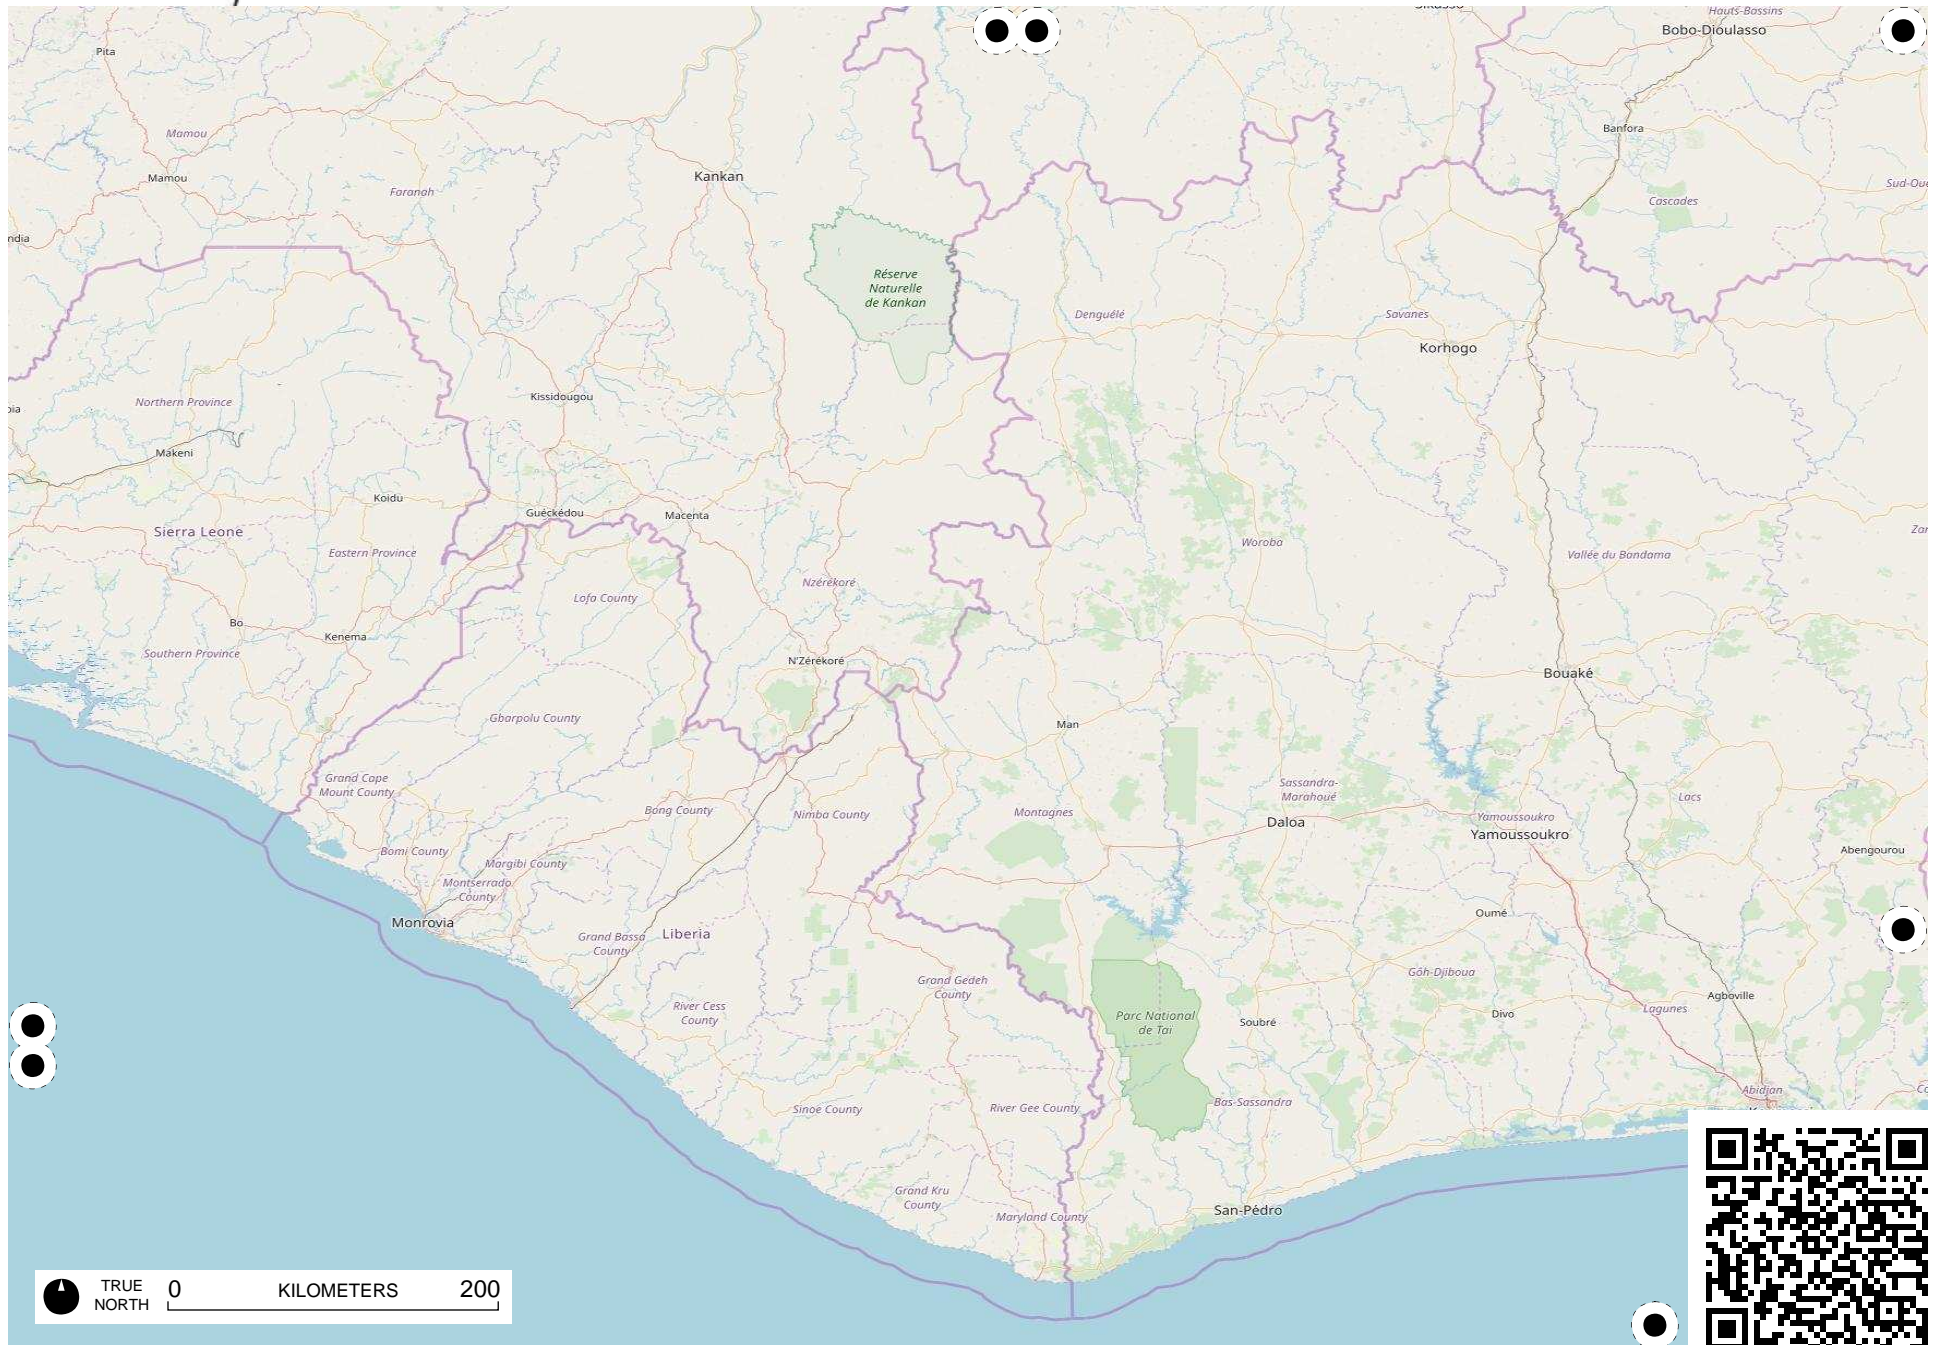 Hauts-Bassins
Bobo-Dioulasso
Pita
Banfora
Mamou
Mamou
Kankan
Faranah
Sud-Oue
Cascades
ndia
Réserve
Naturelle
de Kankan
Denguélé
Savanes
Korhogo
Kissidougou
Northern Province
Makeni
Koidu
Guéckédou
Macenta
Sierra Leone
Eastern Province
Woroba
Vallée du Bandama
Nzérékoré
Lofa County
Bo
Kenema
Southern Province
N'Zérékoré
Bouaké
Gbarpolu County
Man
Grand Cape
Mount County
Sassandra-
Marahoué
Lacs
Bong County
Nimba County
Montagnes
Daloa
Yamoussoukro
Yamoussoukro
Bomi County
Margibi County
Abengourou
Montserrado
County
Monrovia
Oumé
Grand Bassa
County
Liberia
Grand Gedeh
County
Gôh-Djiboua
River Cess
County
Parc National
de Taï
Soubré
Divo
Agboville
Lagunes
Abidjan
Sinoe County
River Gee County
Bas-Sassandra
Grand Kru
County
Maryland County
San-Pédro
TRUE
NORTH
0 KILOMETERS 200